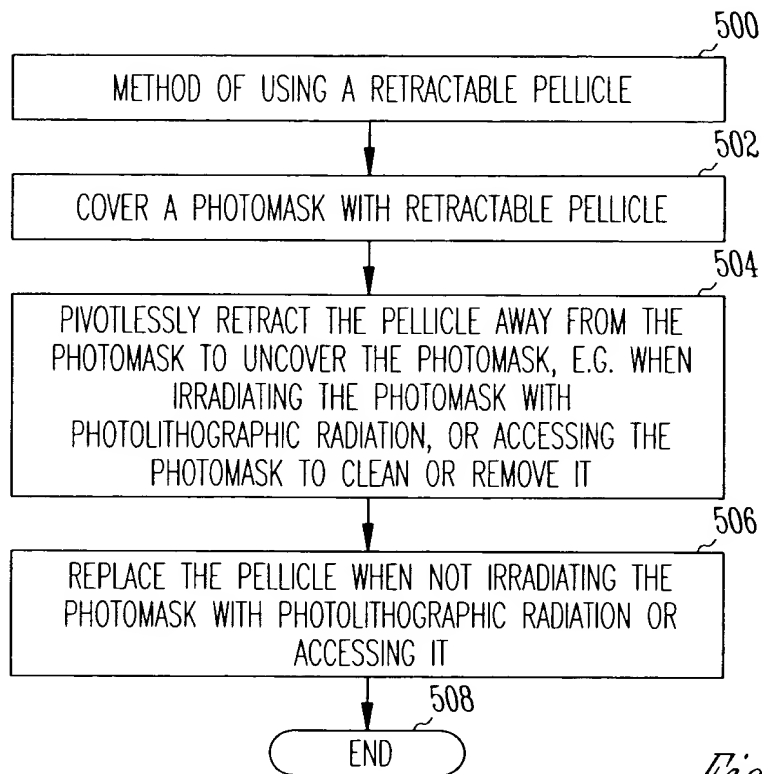 500
METHOD OF USING A RETRACTABLE PELLICLE
502
COVER A PHOTOMASK WITH RETRACTABLE PELLICLE
504
PIVOTLESSLY RETRACT THE PELLICLE AWAY FROM THE
PHOTOMASK TO UNCOVER THE PHOTOMASK, E.G. WHEN
IRRADIATING THE PHOTOMASK WITH
PHOTOLITHOGRAPHIC RADIATION, OR ACCESSING THE
PHOTOMASK TO CLEAN OR REMOVE IT
506
REPLACE THE PELLICLE WHEN NOT IRRADIATING THE
PHOTOMASK WITH PHOTOLITHOGRAPHIC RADIATION OR
ACCESSING IT
508
END